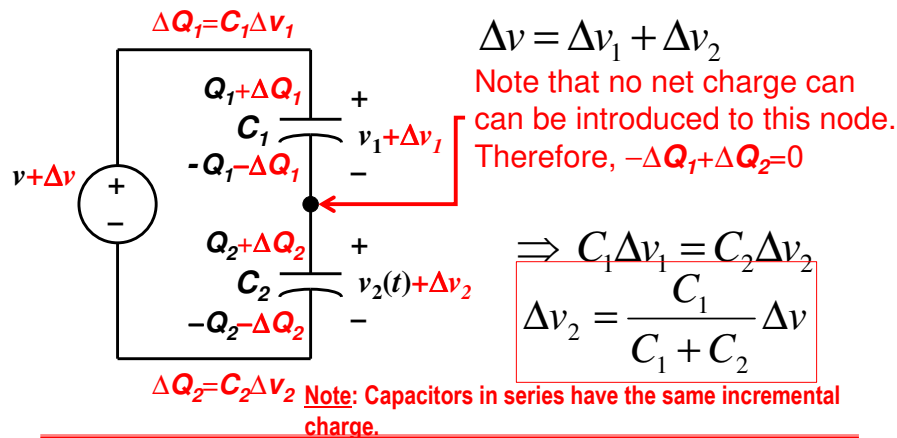 ΔQ₁=C₁Δv₁
Δv = Δv₁ + Δv₂
Note that no net charge can
can be introduced to this node.
Therefore, −ΔQ₁+ΔQ₂=0
Q₁+ΔQ₁
+
C₁
v₁+Δv₁
-Q₁−ΔQ₁
−
v+Δv
+
−
Q₂+ΔQ₂
+
C₂
v₂(t)+Δv₂
−Q₂−ΔQ₂
−
⇒ C₁Δv₁ = C₂Δv₂
Δv₂ = C₁ / (C₁ + C₂) Δv
ΔQ₂=C₂Δv₂
Note: Capacitors in series have the same incremental
charge.